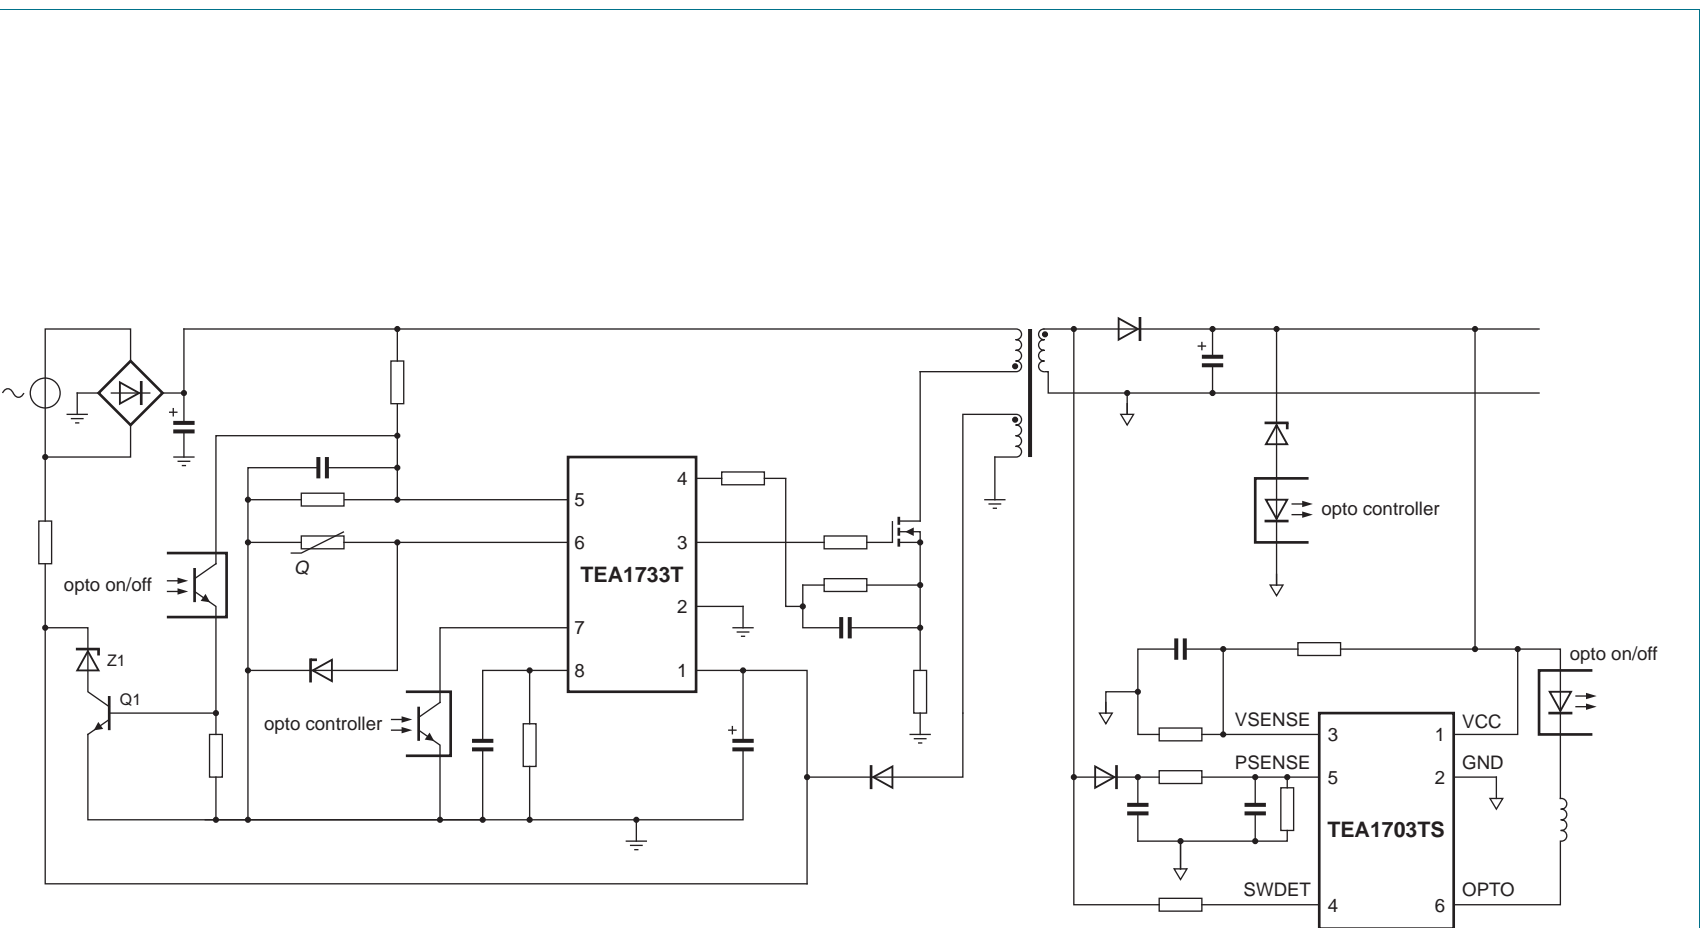 +
+
opto on/off
Z1
Q1
Q
opto controller
TEA1733T
5
6
7
8
4
3
2
1
+
+
opto controller
opto on/off
VSENSE
PSENSE
SWDET
TEA1703TS
3
5
4
1
2
6
VCC
GND
OPTO